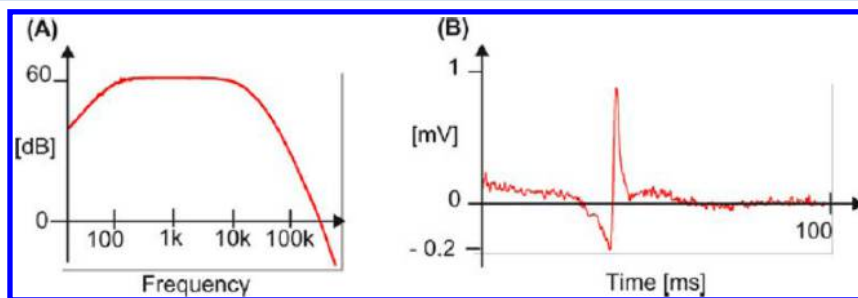 (A)
60
[dB]
0
100 1k 10k 100k
Frequency
(B)
1
[mV]
0
100
- 0.2
Time [ms]